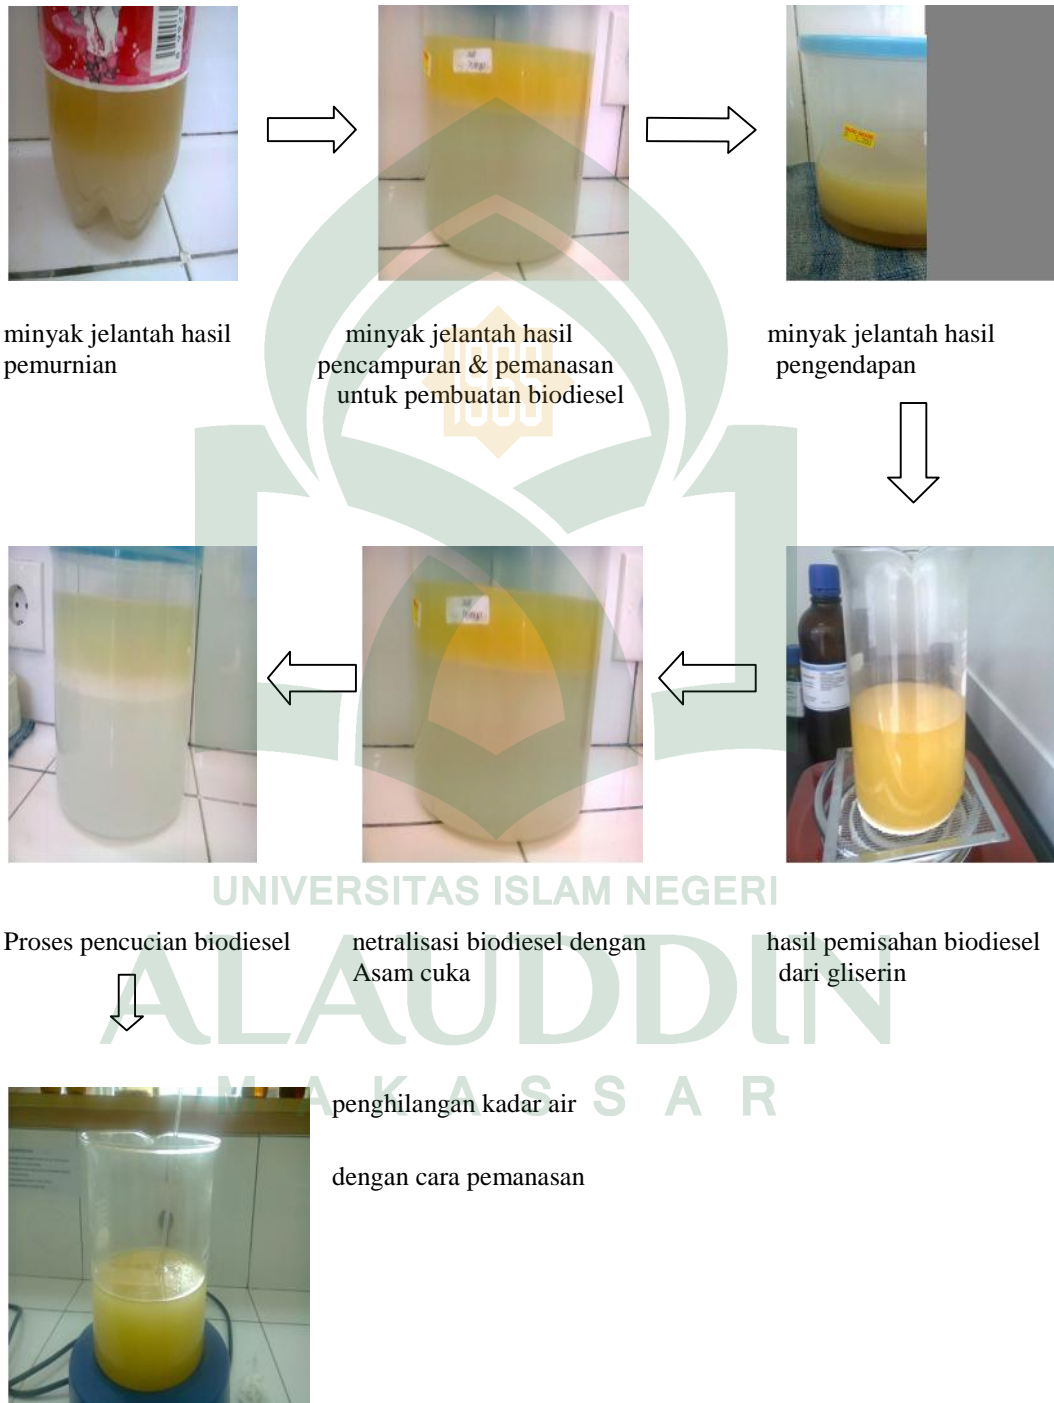 minyak jelantah hasil
pemurnian
minyak jelantah hasil
pencampuran & pemanasan
untuk pembuatan biodiesel
minyak jelantah hasil
pengendapan
1965
UNIVERSITAS ISLAM NEGERI
Proses pencucian biodiesel
netralisasi biodiesel dengan
Asam cuka
hasil pemisahan biodiesel
dari gliserin
ALAUDDIN
MAKASSAR
penghilangan kadar air
dengan cara pemanasan